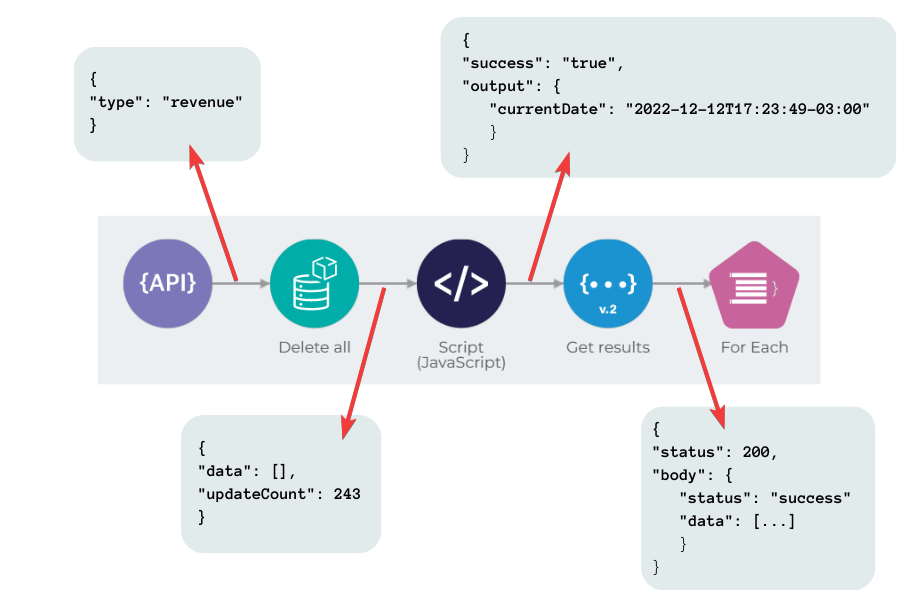 {
"type": "revenue"
}
{
"success": "true",
"output": {
"currentDate": "2022-12-12T17:23:49-03:00"
}
}
{API}
</>
{•••}
v.2
}
Delete all
Script
(JavaScript)
Get results
For Each
{
"data": [],
"updateCount": 243
}
{
"status": 200,
"body": {
"status": "success"
"data": [...]
}
}